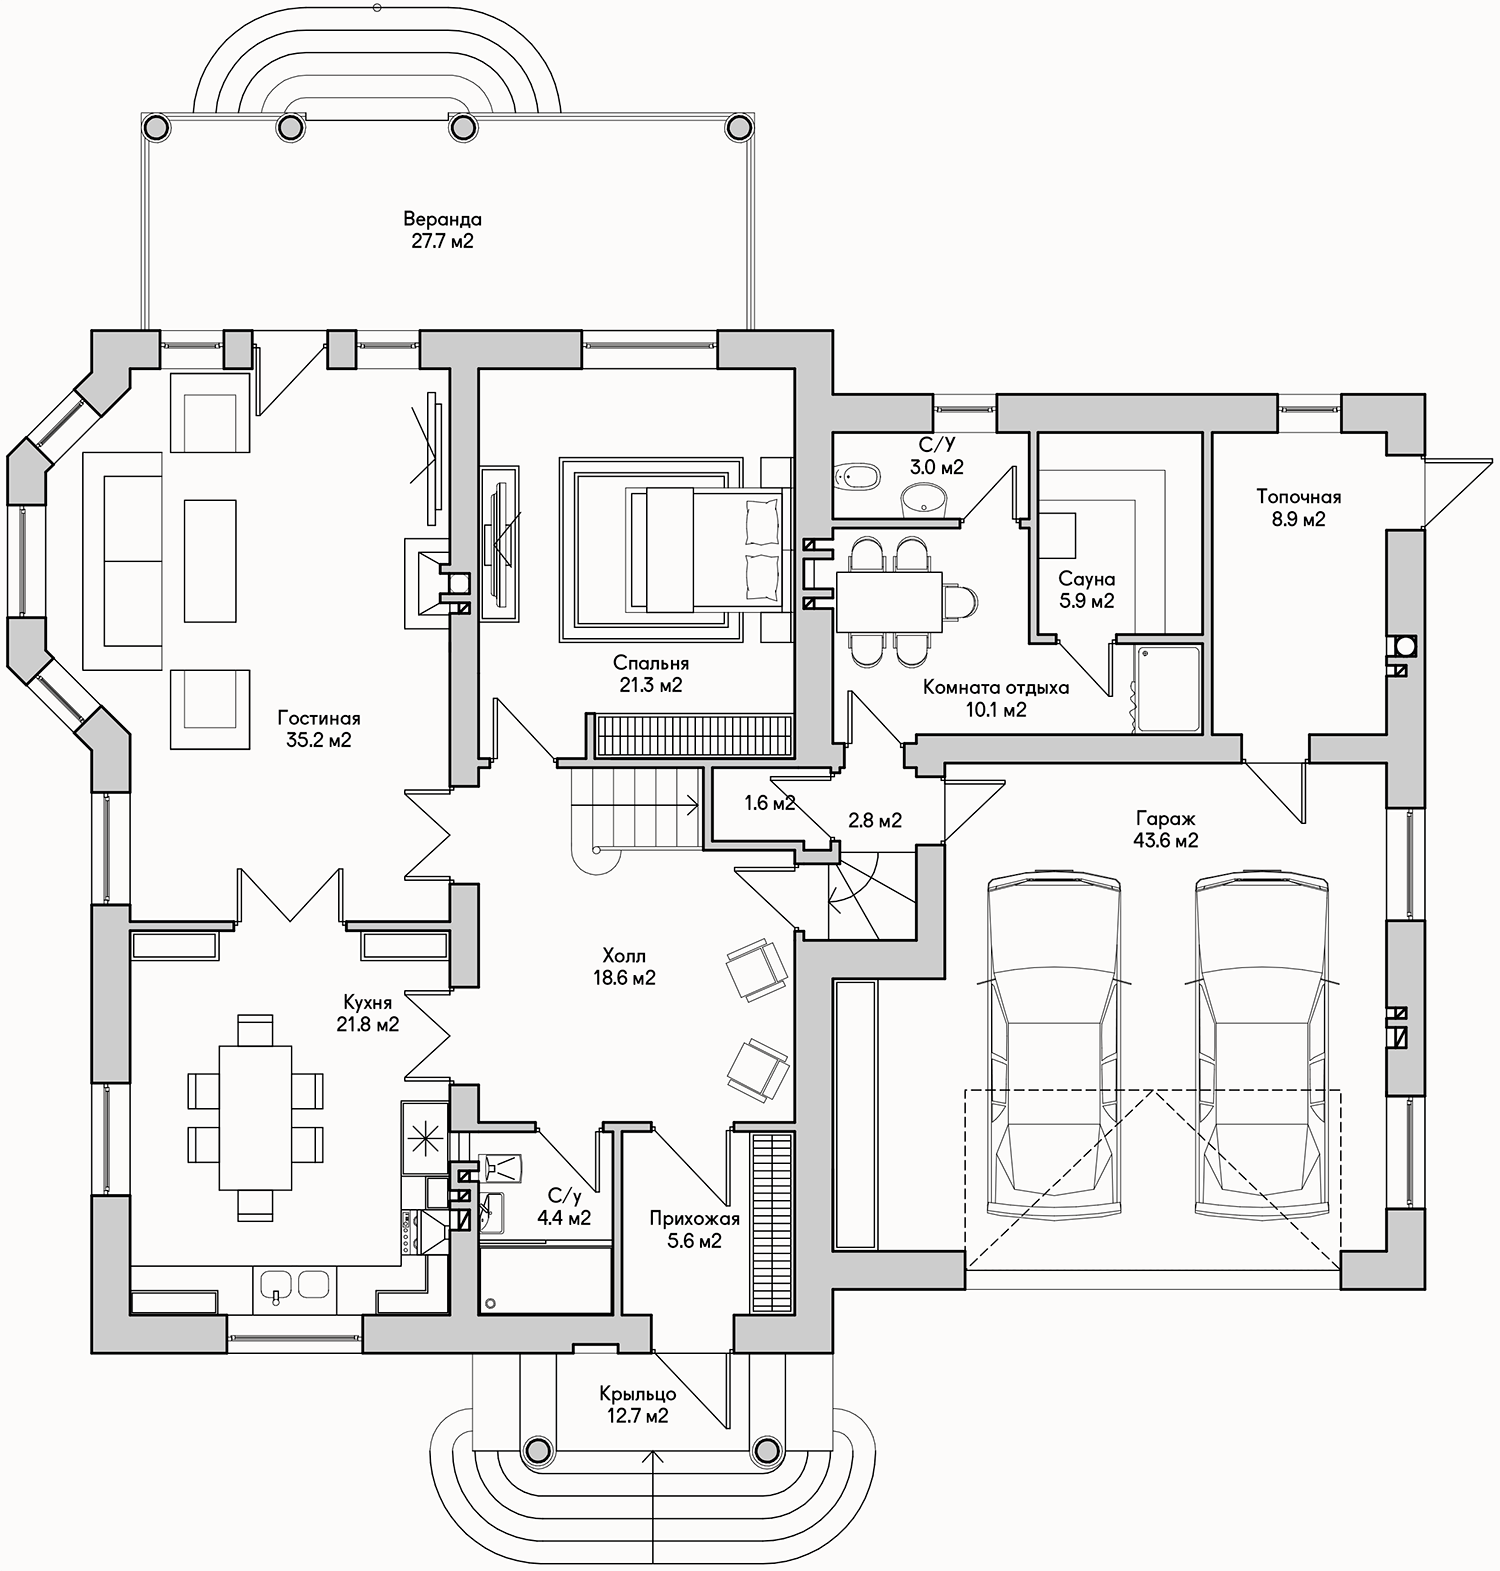 Веранда
27.7 м2
С/У
3.0 м2
Топочная
8.9 м2
Сауна
5.9 м2
Спальня
21.3 м2
Комната отдыха
10.1 м2
Гостиная
35.2 м2
1.6 м2
2.8 м2
Гараж
43.6 м2
Холл
18.6 м2
Кухня
21.8 м2
С/у
4.4 м2
Прихожая
5.6 м2
Крыльцо
12.7 м2